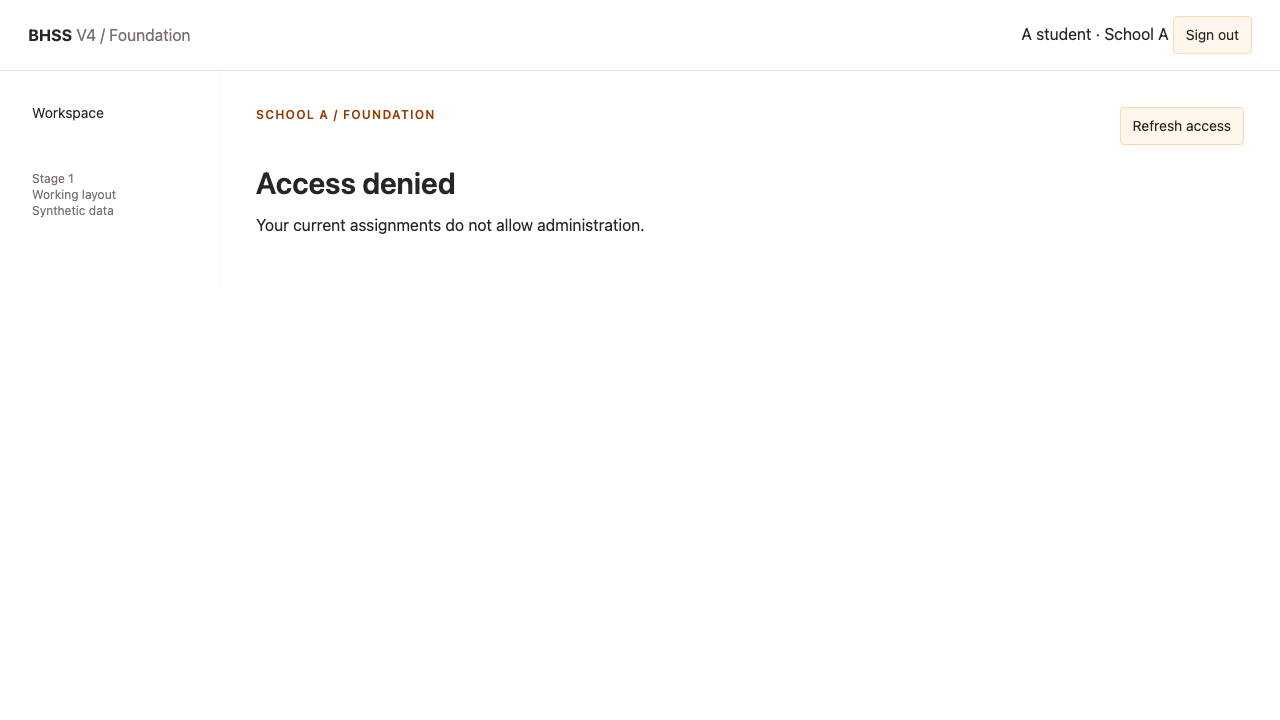 BHSS V4 / Foundation
A student · School A
Sign out
Workspace
Stage 1
Working layout
Synthetic data
SCHOOL A / FOUNDATION
Refresh access
Access denied
Your current assignments do not allow administration.